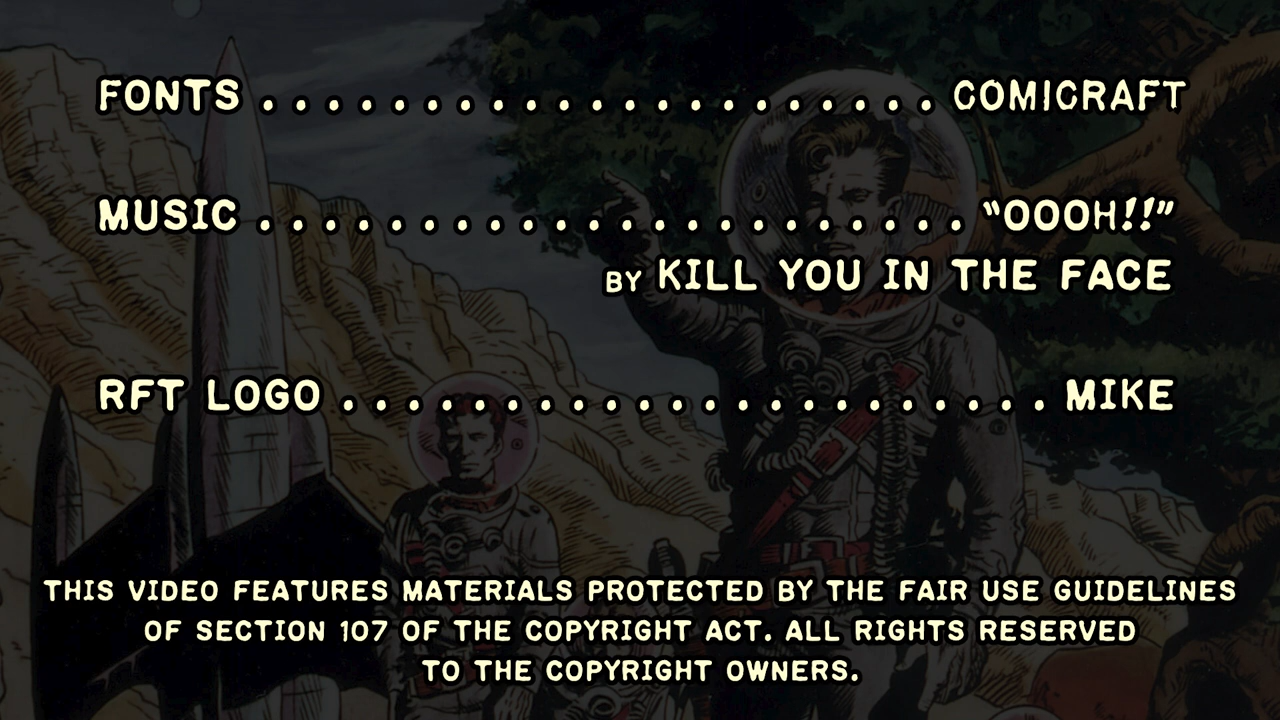 FONTS . . . . . . . . . . . . . . . . . . . . . COMICRAFT
MUSIC . . . . . . . . . . . . . . . . . . . . . . “OOOH!!”
BY KILL YOU IN THE FACE
RFT LOGO . . . . . . . . . . . . . . . . . . . . . . MIKE
THIS VIDEO FEATURES MATERIALS PROTECTED BY THE FAIR USE GUIDELINES
OF SECTION 107 OF THE COPYRIGHT ACT. ALL RIGHTS RESERVED
TO THE COPYRIGHT OWNERS.